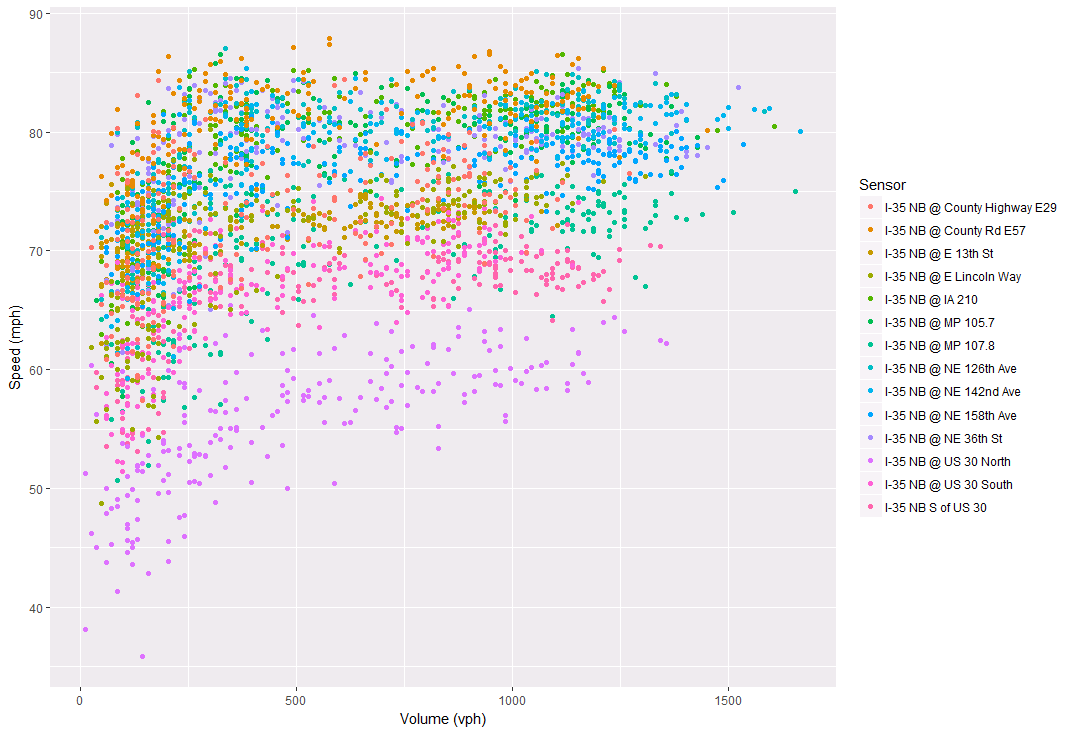 90
80
70
60
50
40
Speed (mph)
0
500
1000
1500
Volume (vph)
Sensor
I-35 NB @ County Highway E29
I-35 NB @ County Rd E57
I-35 NB @ E 13th St
I-35 NB @ E Lincoln Way
I-35 NB @ IA 210
I-35 NB @ MP 105.7
I-35 NB @ MP 107.8
I-35 NB @ NE 126th Ave
I-35 NB @ NE 142nd Ave
I-35 NB @ NE 158th Ave
I-35 NB @ NE 36th St
I-35 NB @ US 30 North
I-35 NB @ US 30 South
I-35 NB S of US 30